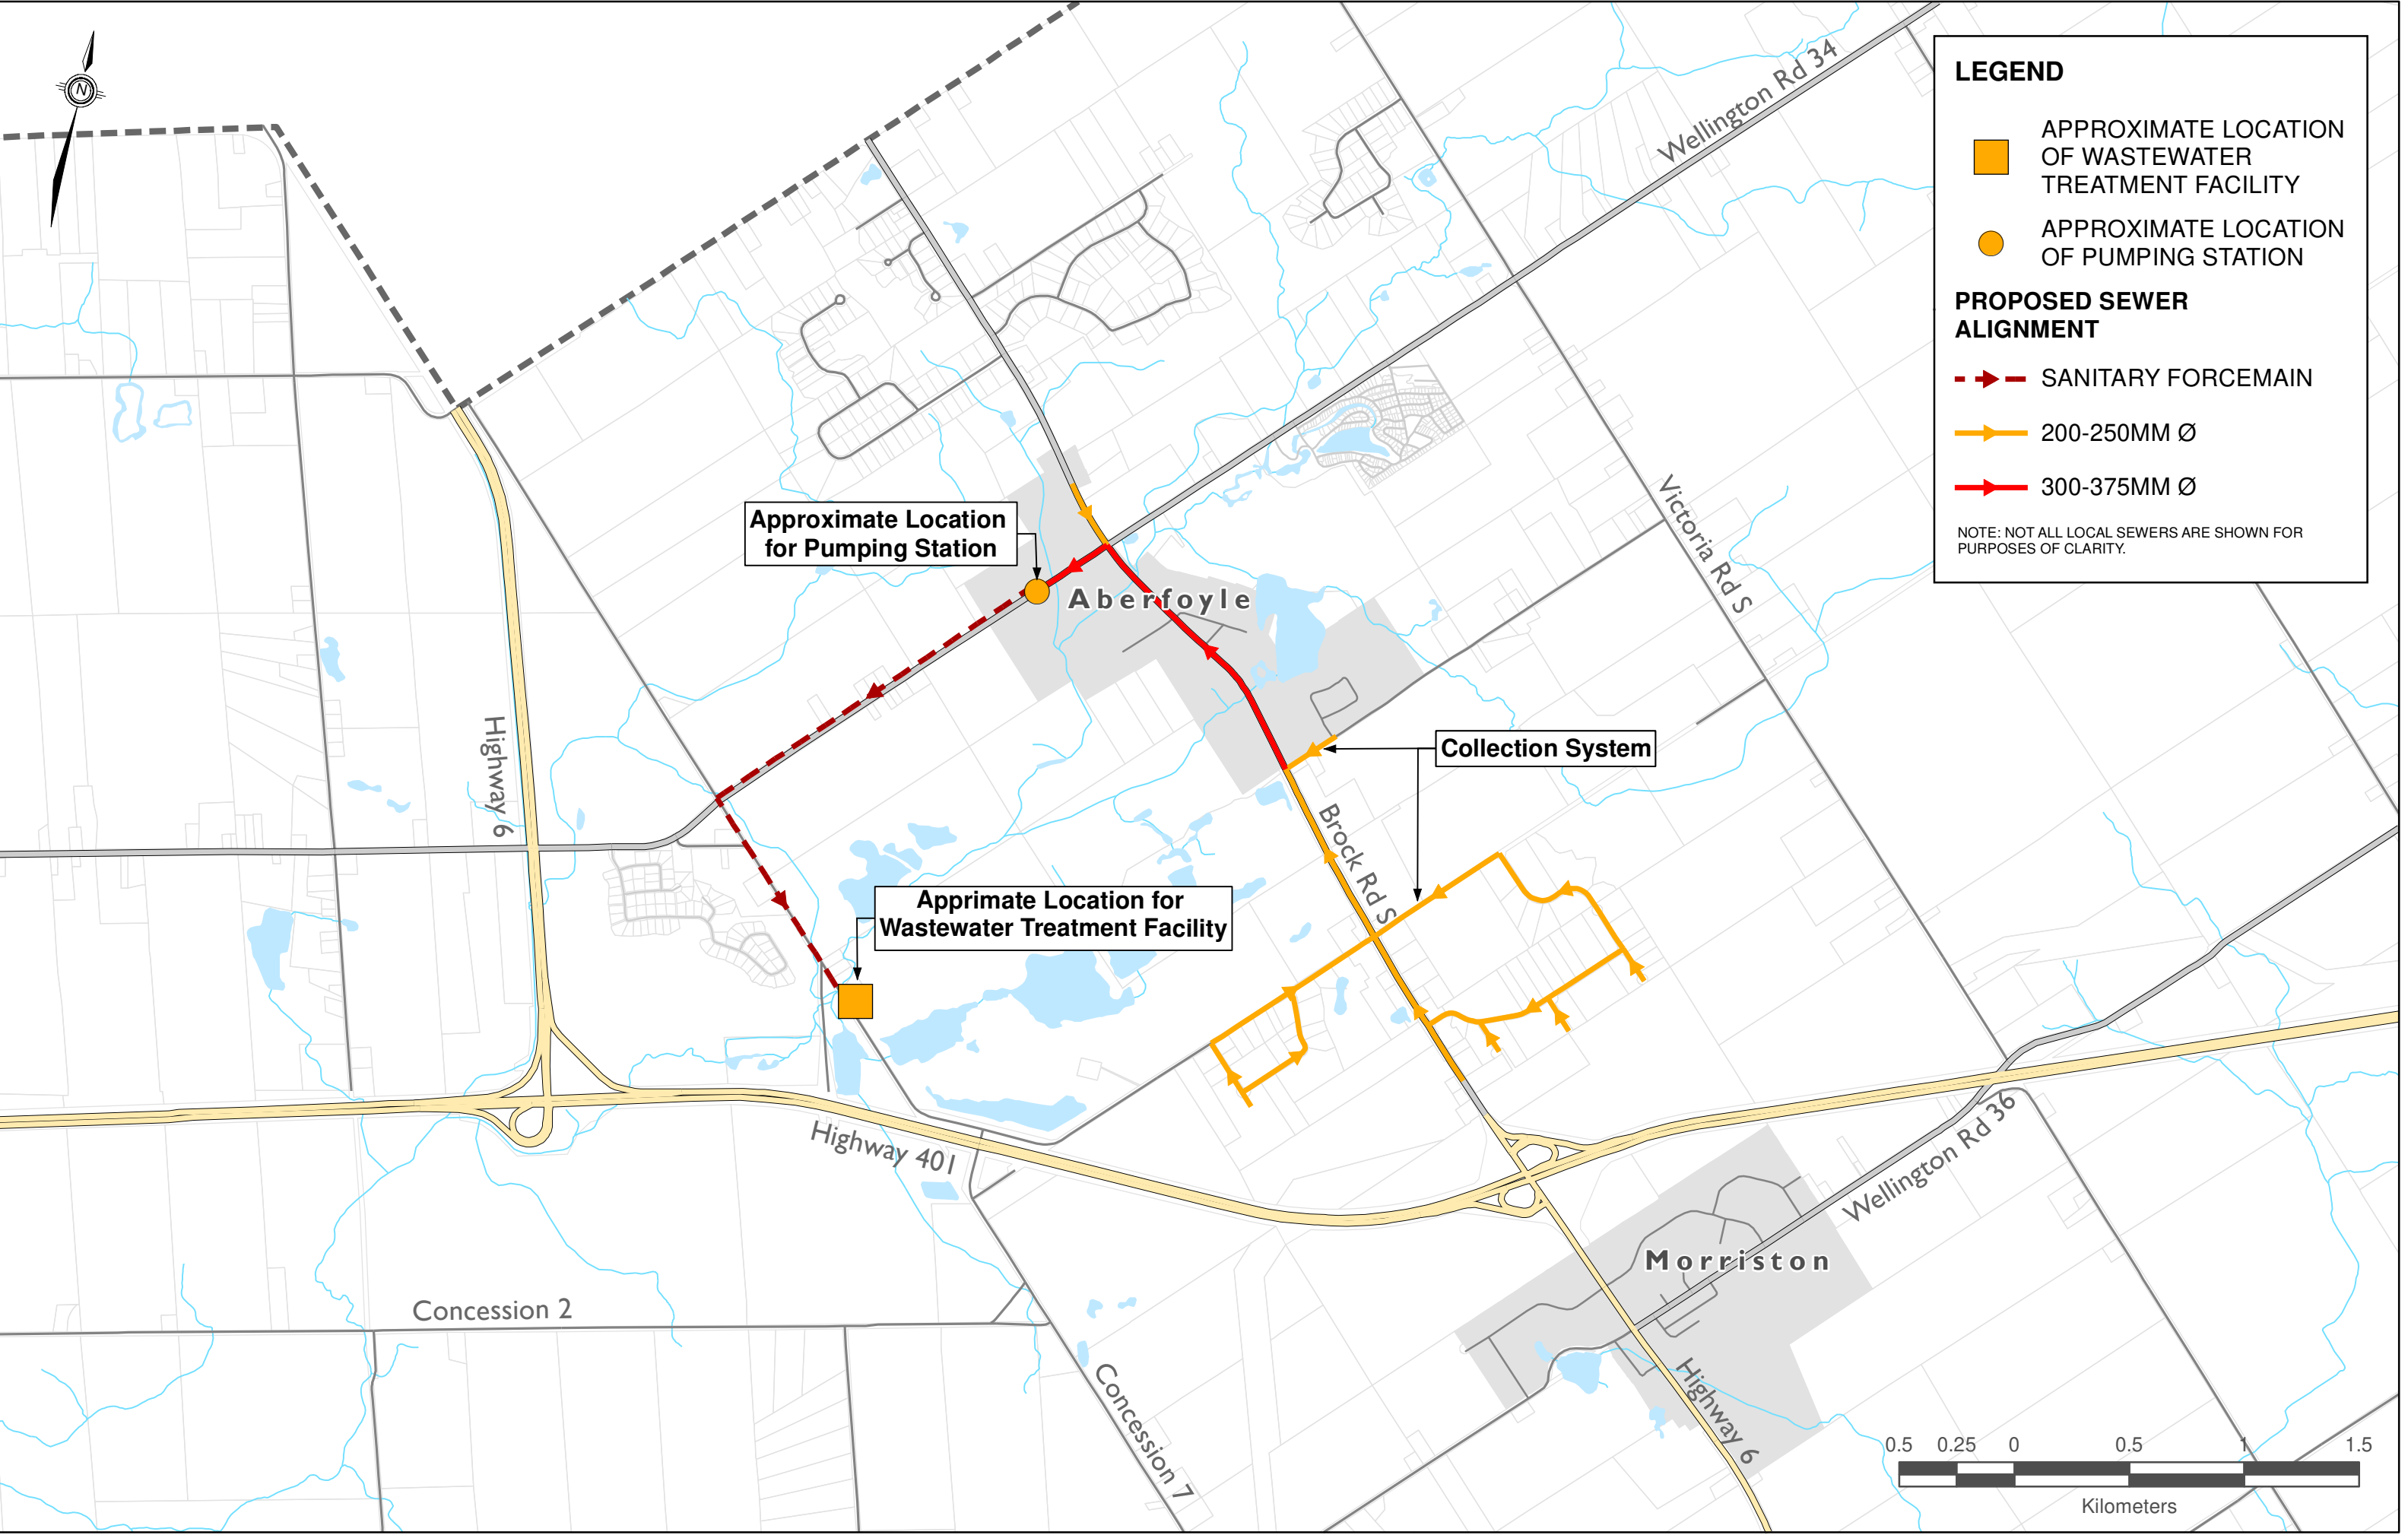 N
Wellington Rd 34
LEGEND
APPROXIMATE LOCATION
OF WASTEWATER
TREATMENT FACILITY
APPROXIMATE LOCATION
OF PUMPING STATION
PROPOSED SEWER
ALIGNMENT
SANITARY FORCEMAIN
200-250MM Ø
300-375MM Ø
NOTE: NOT ALL LOCAL SEWERS ARE SHOWN FOR
PURPOSES OF CLARITY.
Approximate Location
for Pumping Station
Aberfoyle
Victoria Rd S
Highway 6
Collection System
Brock Rd S
Apprimate Location for
Wastewater Treatment Facility
Highway 401
Wellington Rd 36
Morriston
Concession 2
Concession 7
Highway 6
0.5 0.25 0 0.5 1 1.5
Kilometers